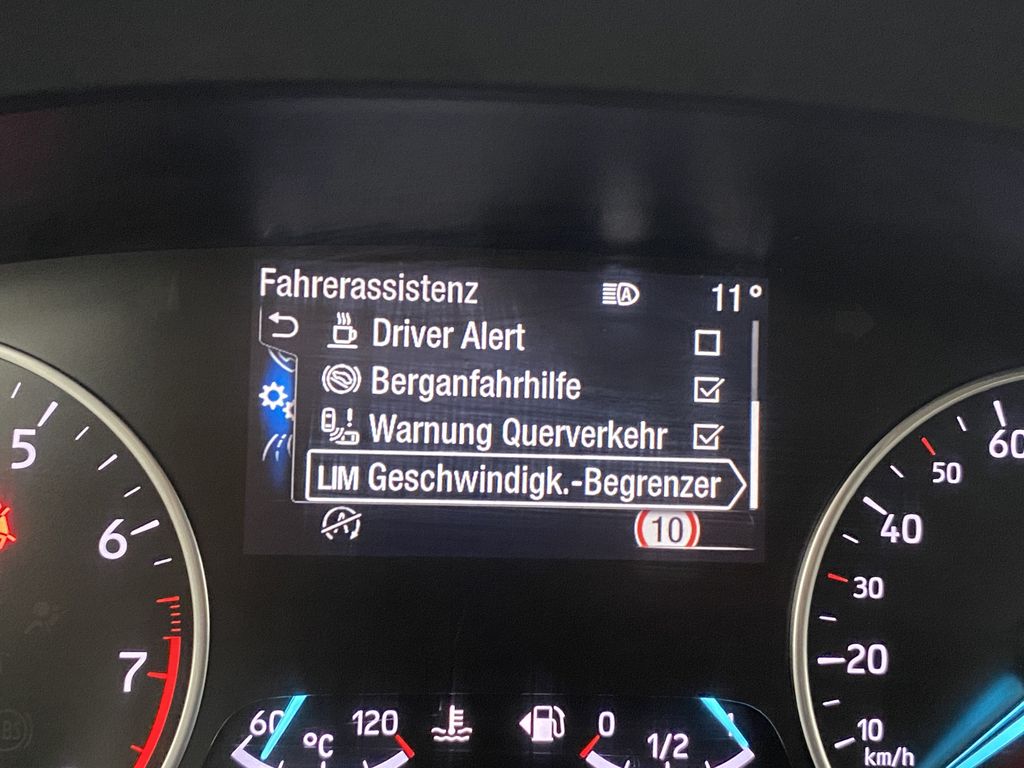 Fahrerassistenz 11°
Driver Alert
Berganfahrhilfe
Warnung Querverkehr
LIM Geschwindigk.-Begrenzer
A
10
5
6
7
60
50
40
30
20
10
km/h
60 120
°C
0 1
1/2